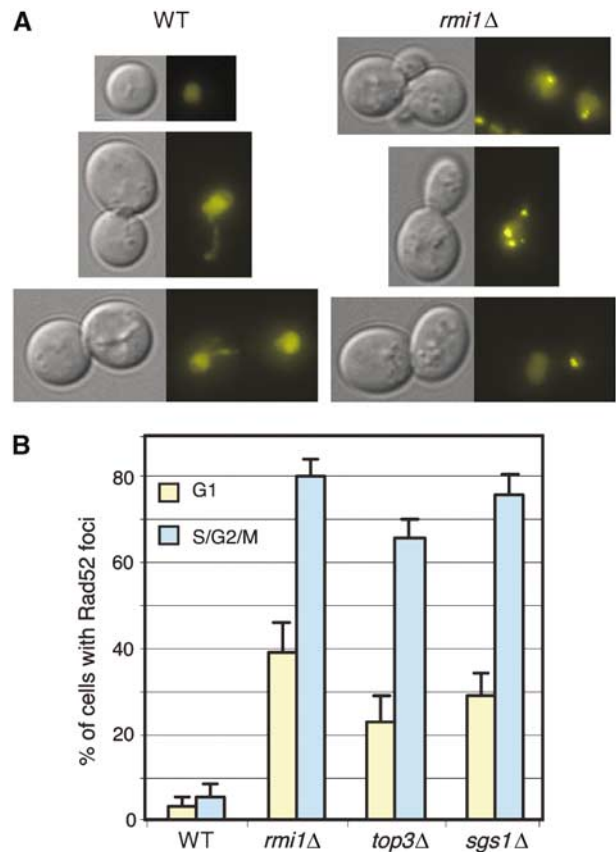 A
WT
rmi1Δ
B
80
60
40
20
0
% of cells with Rad52 foci
G1
S/G2/M
WT
rmi1Δ
top3Δ
sgs1Δ